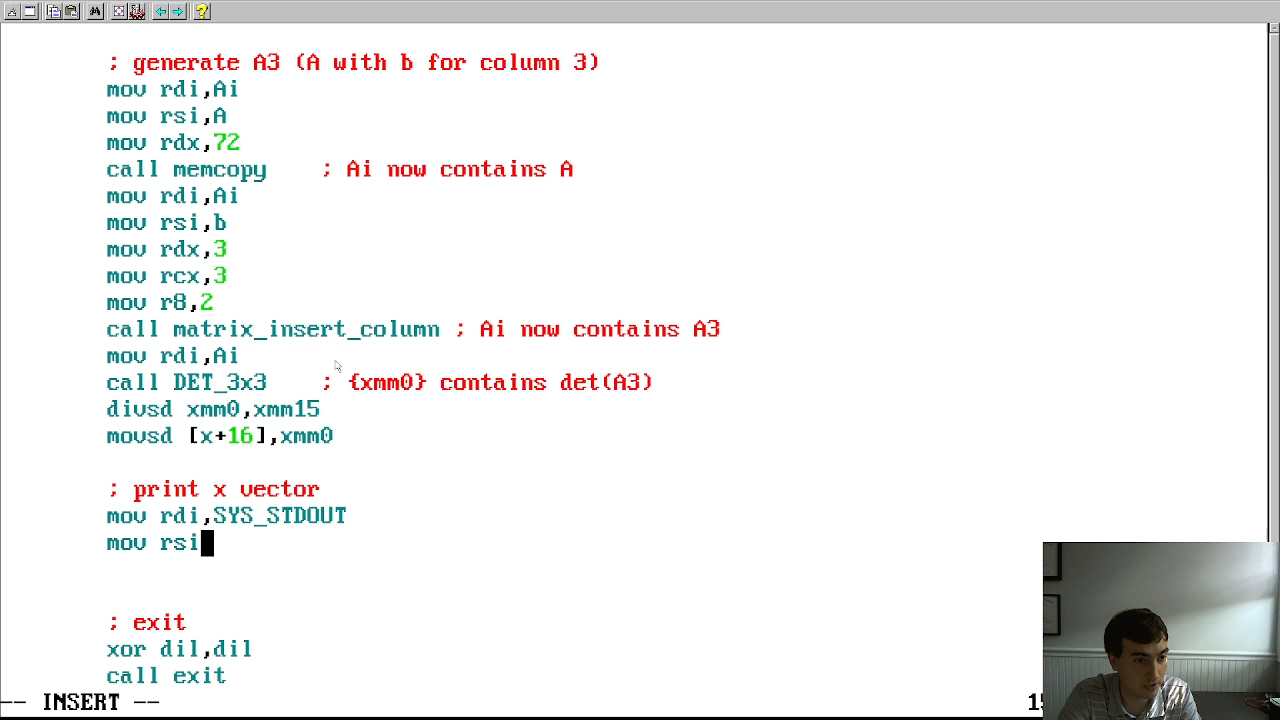 ; generate A3 (A with b for column 3)
mov rdi,Ai
mov rsi,A
mov rdx,72
call memcopy ; Ai now contains A
mov rdi,Ai
mov rsi,b
mov rdx,3
mov rcx,3
mov r8,2
call matrix_insert_column ; Ai now contains A3
mov rdi,Ai
call DET_3x3 ; {xmm0} contains det(A3)
divsd xmm0,xmm15
movsd [x+16],xmm0
; print x vector
mov rdi,SYS_STDOUT
mov rsi
; exit
xor dil,dil
call exit
-- INSERT --